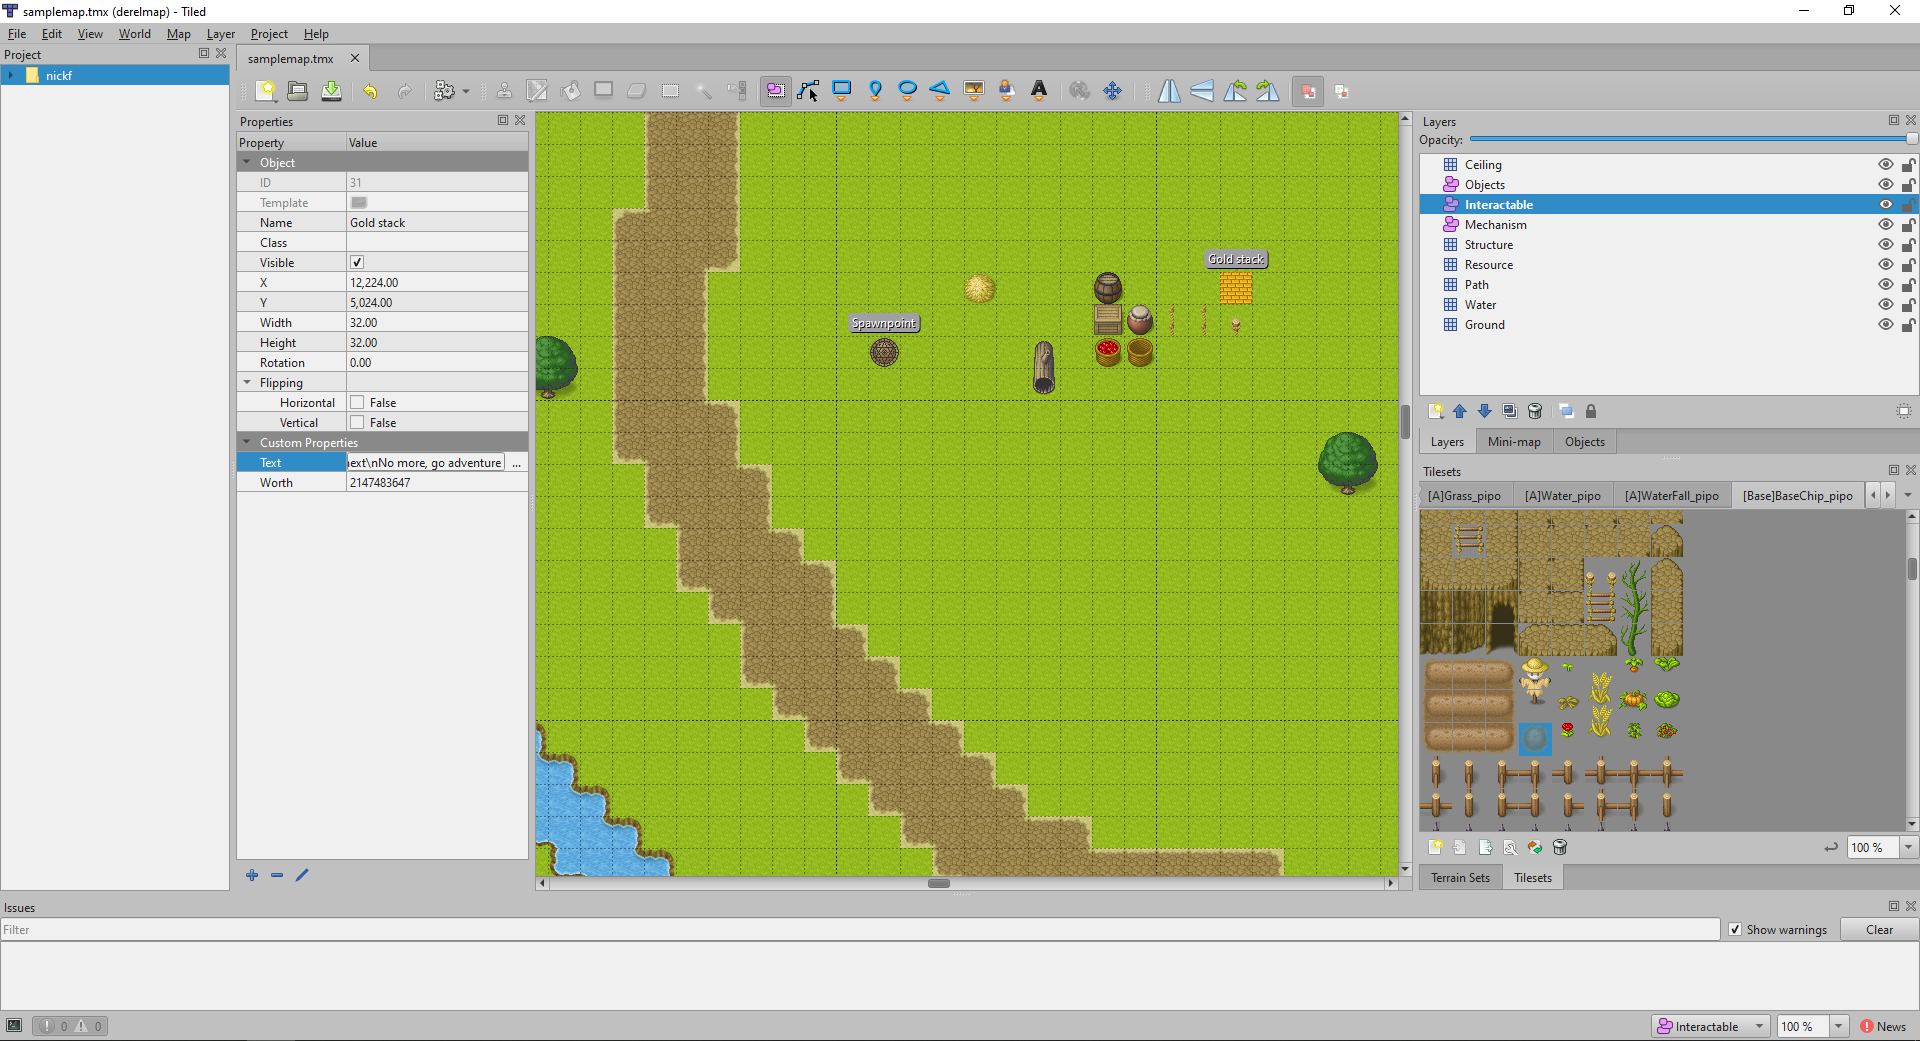 samplemap.tmx (derelmap) - Tiled
File Edit View World Map Layer Project Help
Project
nickf
samplemap.tmx
Properties
Property Value
Object
ID 31
Template
Name Gold stack
Class
Visible
X 12,224.00
Y 5,024.00
Width 32.00
Height 32.00
Rotation 0.00
Flipping
Horizontal False
Vertical False
Custom Properties
Text ext\nNo more, go adventure ...
Worth 2147483647
Gold stack
Spawnpoint
Layers
Opacity:
Ceiling
Objects
Interactable
Mechanism
Structure
Resource
Path
Water
Ground
Layers Mini-map Objects
Tilesets
[A]Grass_pipo [A]Water_pipo [A]WaterFall_pipo [Base]BaseChip_pipo
100 %
Terrain Sets Tilesets
Issues
Filter
Show warnings Clear
0 0
Interactable 100 % News